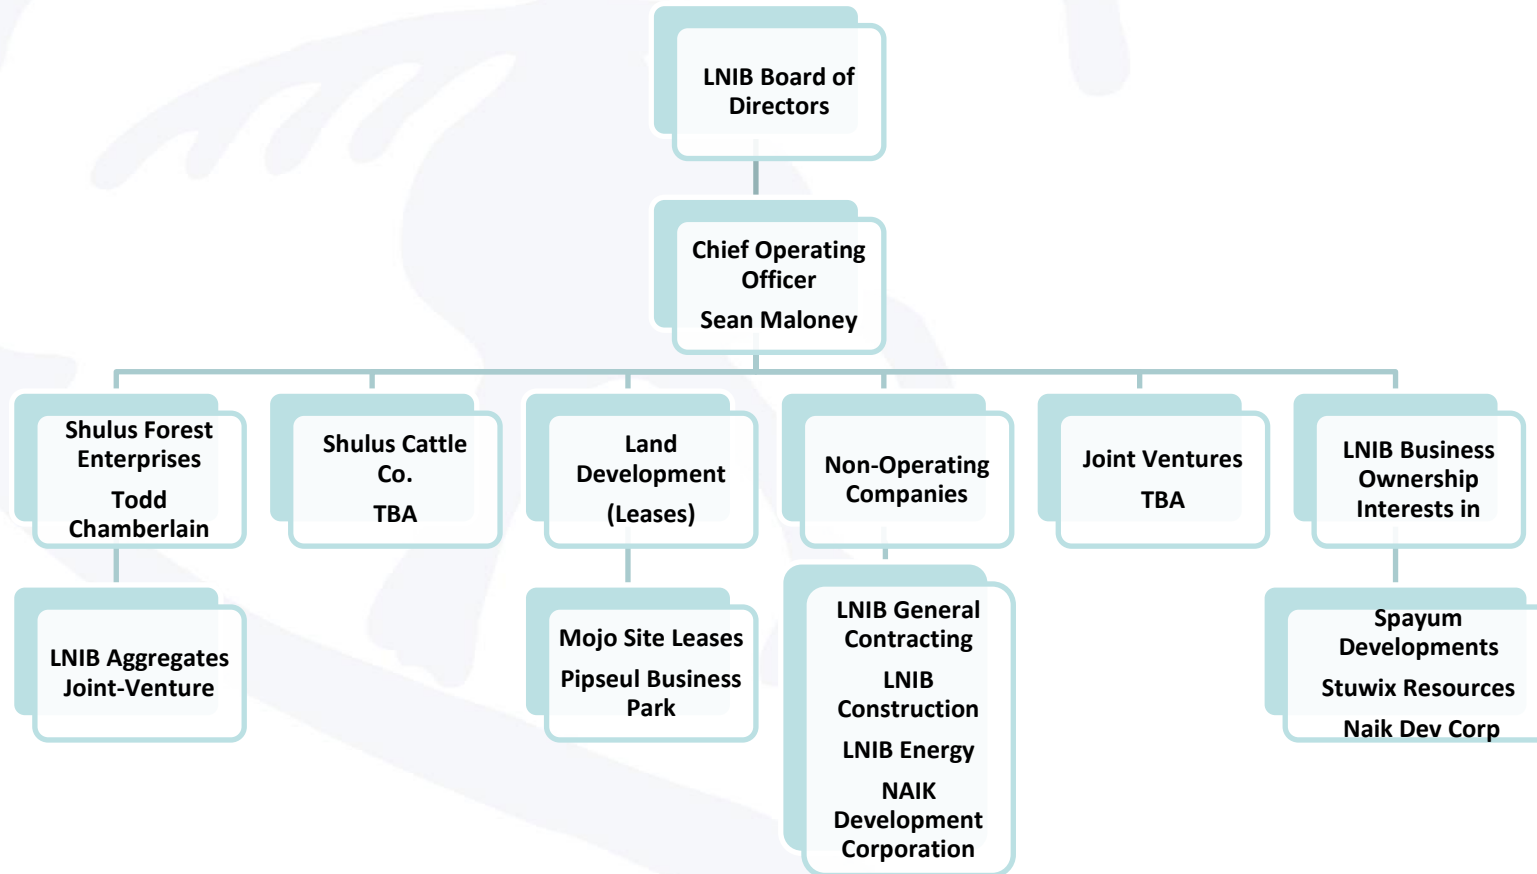 LNIB Board of
Directors
Chief Operating
Officer
Sean Maloney
Shulus Forest
Enterprises
Todd
Chamberlain
Shulus Cattle
Co.
TBA
Land
Development
(Leases)
Non-Operating
Companies
Joint Ventures
TBA
LNIB Business
Ownership
Interests in
LNIB Aggregates
Joint-Venture
Mojo Site Leases
Pipseul Business
Park
LNIB General
Contracting
LNIB
Construction
LNIB Energy
NAIK
Development
Corporation
Spayum
Developments
Stuwix Resources
Naik Dev Corp